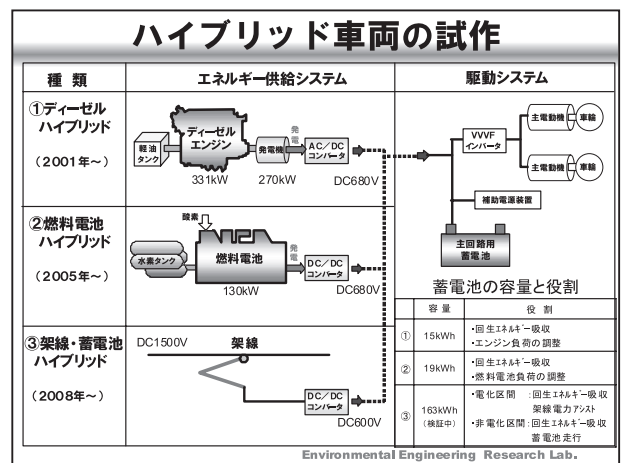 ハイブリッド車両の試作
種類
エネルギー供給システム
駆動システム
①ディーゼル
ハイブリッド
(2001年~)
軽油
タンク
ディーゼル
エンジン
331kW
発電機
270kW
発電
AC/DC
コンバータ
DC680V
②燃料電池
ハイブリッド
(2005年~)
酸素
水素タンク
燃料電池
130kW
発電
DC/DC
コンバータ
DC680V
③架線・蓄電池
ハイブリッド
(2008年~)
DC1500V
架線
DC/DC
コンバータ
DC600V
VVVF
インバータ
主電動機
車輪
主電動機
車輪
補助電源装置
主回路用
蓄電池
蓄電池の容量と役割
容量
役割
①
15kWh
・回生エネルギー吸収
・エンジン負荷の調整
②
19kWh
・回生エネルギー吸収
・燃料電池負荷の調整
③
163kWh
(検証中)
・電化区間 :回生エネルギー吸収
架線電力アシスト
・非電化区間:回生エネルギー吸収
蓄電池走行
Environmental Engineering Research Lab.